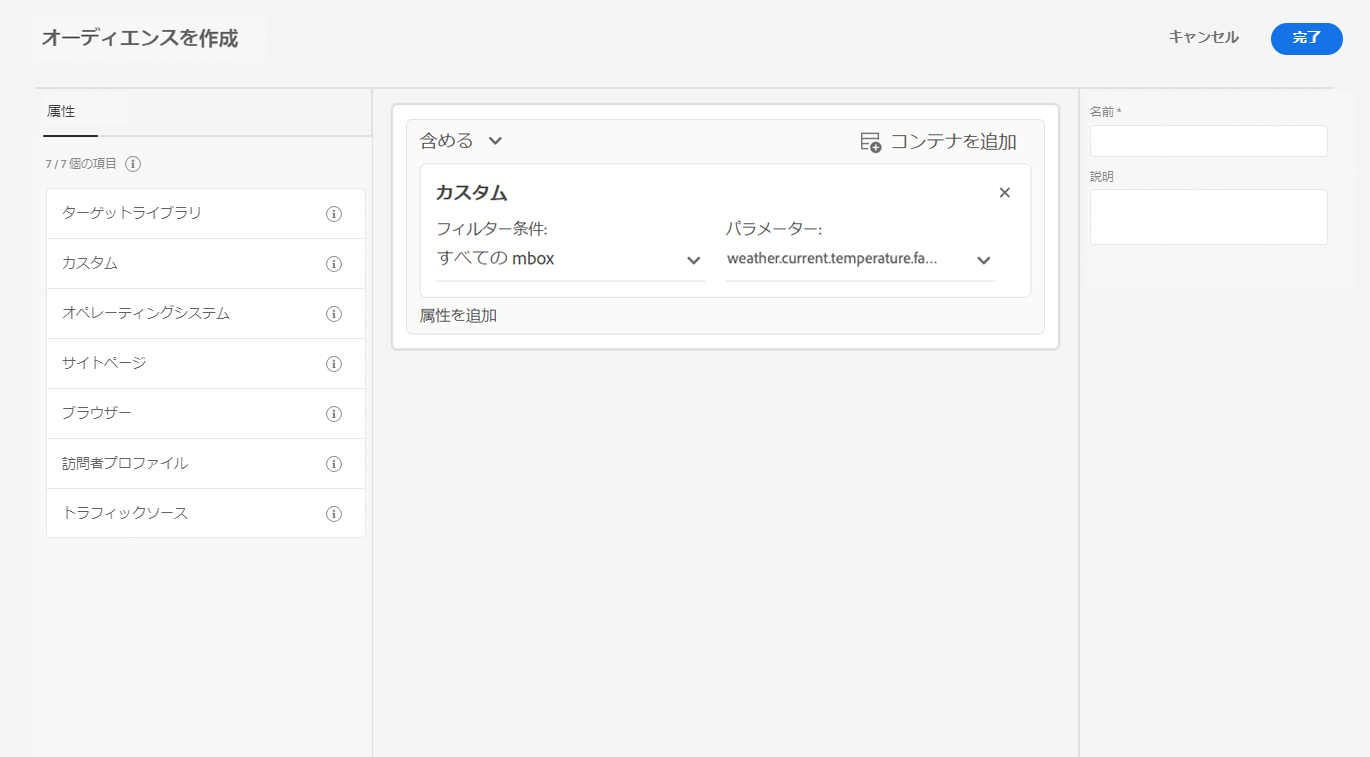 オーディエンスを作成
キャンセル
完了
属性
7 / 7 個の項目
ターゲットライブラリ
カスタム
オペレーティングシステム
サイトページ
ブラウザー
訪問者プロファイル
トラフィックソース
含める
コンテナを追加
カスタム
フィルター条件:
パラメーター:
すべての mbox
weather.current.temperature.fa...
属性を追加
名前 *
説明